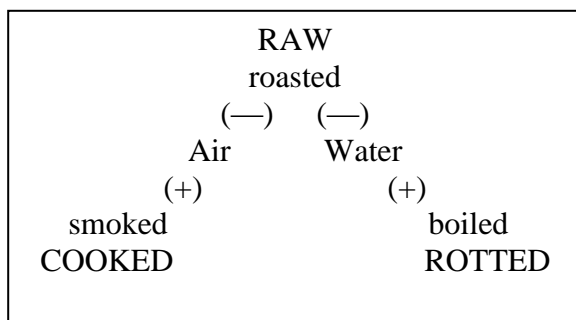 RAW
roasted
(—) (—)
Air Water
(+) (+)
smoked boiled
COOKED ROTTED